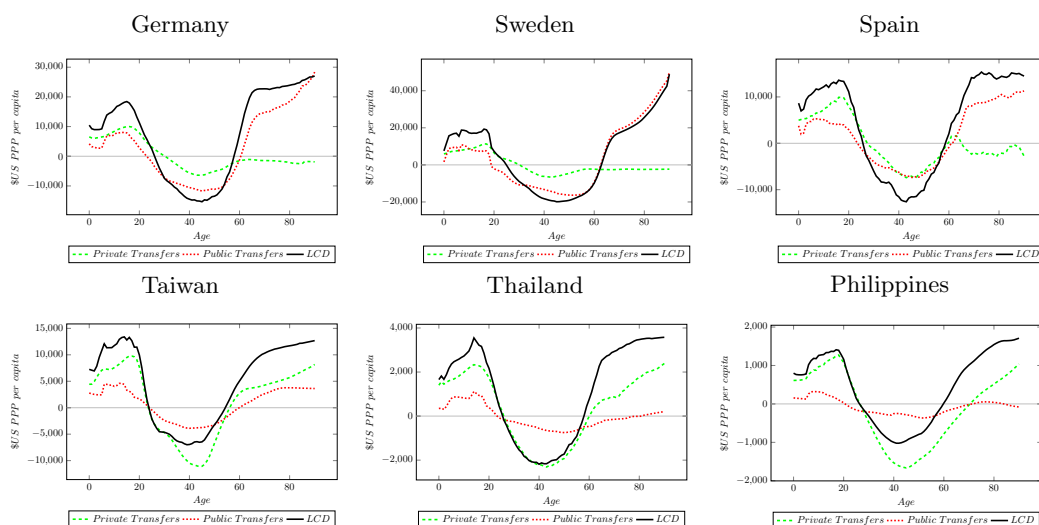 Germany
Sweden
Spain
30,000
20,000
10,000
0
−10,000
$US PPP per capita
0 20 40 60 80
Age
Private Transfers Public Transfers LCD
40,000
20,000
0
−20,000
$US PPP per capita
0 20 40 60 80
Age
Private Transfers Public Transfers LCD
10,000
0
−10,000
$US PPP per capita
0 20 40 60 80
Age
Private Transfers Public Transfers LCD
Taiwan
Thailand
Philippines
15,000
10,000
5,000
0
−5,000
−10,000
$US PPP per capita
0 20 40 60 80
Age
Private Transfers Public Transfers LCD
4,000
2,000
0
−2,000
$US PPP per capita
0 20 40 60 80
Age
Private Transfers Public Transfers LCD
2,000
1,000
0
−1,000
−2,000
$US PPP per capita
0 20 40 60 80
Age
Private Transfers Public Transfers LCD